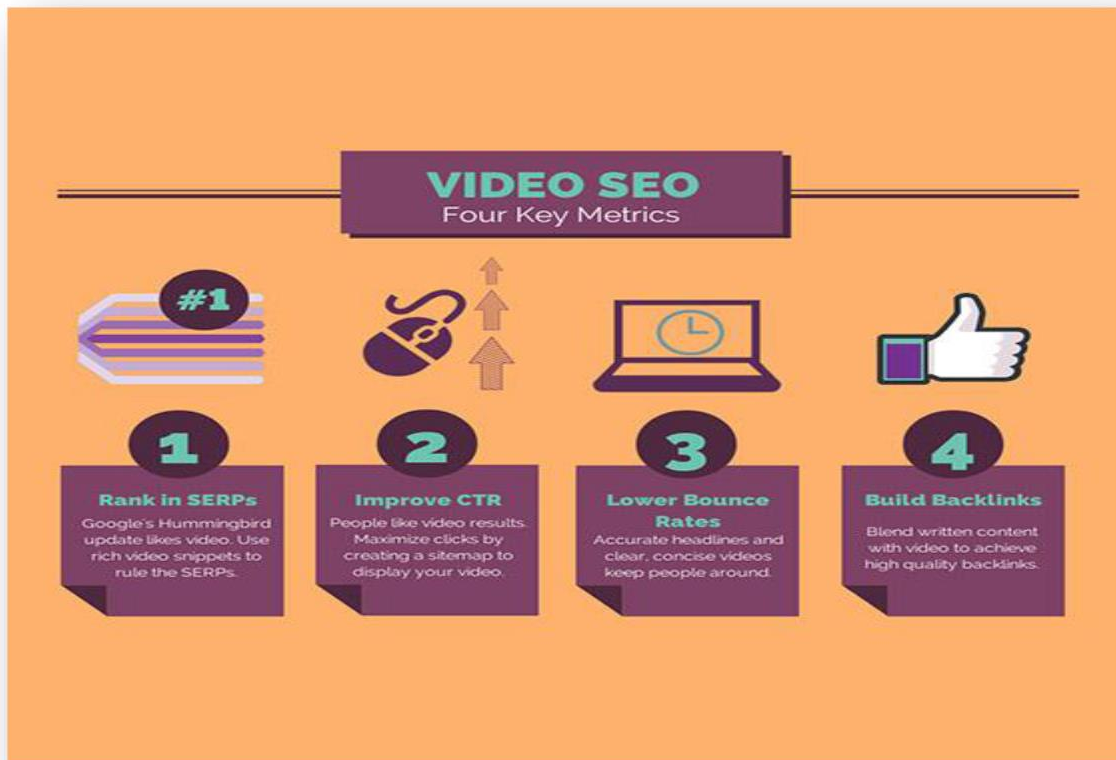 VIDEO SEO
Four Key Metrics
#1
1
Rank in SERPs
Google's Hummingbird
update likes video. Use
rich video snippets to
rule the SERPs.
2
Improve CTR
People like video results.
Maximize clicks by
creating a sitemap to
display your video.
3
Lower Bounce
Rates
Accurate headlines and
clear, concise videos
keep people around.
4
Build Backlinks
Blend written content
with video to achieve
high quality backlinks.